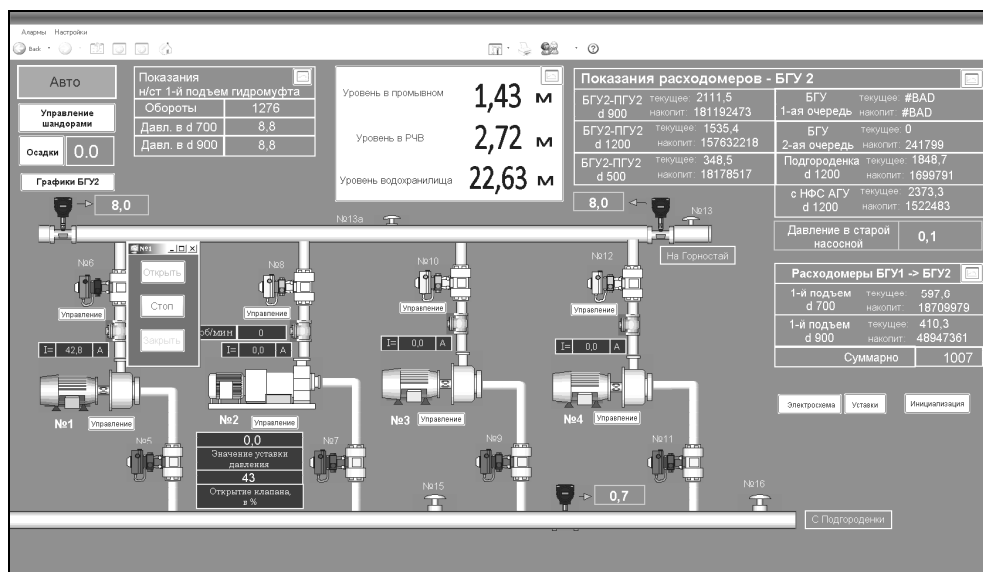 Алармы Настройки
Back
Авто
Управление
шандорами
Осадки 0.0
Графики БГУ2
Показания
н/ст 1-й подъем гидромуфта
Обороты 1276
Давл. в d 700 8,8
Давл. в d 900 8,8
Уровень в промывном 1,43 м
Уровень в РЧВ 2,72 м
Уровень водохранилища 22,63 м
Показания расходомеров - БГУ 2
БГУ2-ПГУ2 текущее: 2111,5
d 900 накопит: 181192473
БГУ2-ПГУ2 текущее: 1535,4
d 1200 накопит: 157632218
БГУ2-ПГУ2 текущее: 348,5
d 500 накопит: 18178517
БГУ текущее: #BAD
1-ая очередь накопит: #BAD
БГУ текущее: 0
2-ая очередь накопит: 241799
Подгороденка текущее: 1848,7
d 1200 накопит: 1699791
с НФС АГУ текущее: 2373,3
d 1200 накопит: 1522483
Давление в старой
насосной 0,1
Расходомеры БГУ1 -> БГУ2
1-й подъем текущее: 597,6
d 700 накопит: 18709979
1-й подъем текущее: 410,3
d 900 накопит: 48947361
Суммарно 1007
Электросхема Уставки Инициализация
8,0
№13а
8,0
№13
На Горностай
№1
Открыть
Стоп
Закрыть
№6
Управление
№8
Управление
№10
Управление
№12
Управление
об/мин 0
I= 42,8 A
I= 0,0 A
I= 0,0 A
I= 0,0 A
№1 Управление
№2 Управление
№3 Управление
№4 Управление
№5
№7
№9
№11
0,0
Значение уставки
давления
43
Открытие клапана,
в %
№15
0,7
№16
С Подгороденки